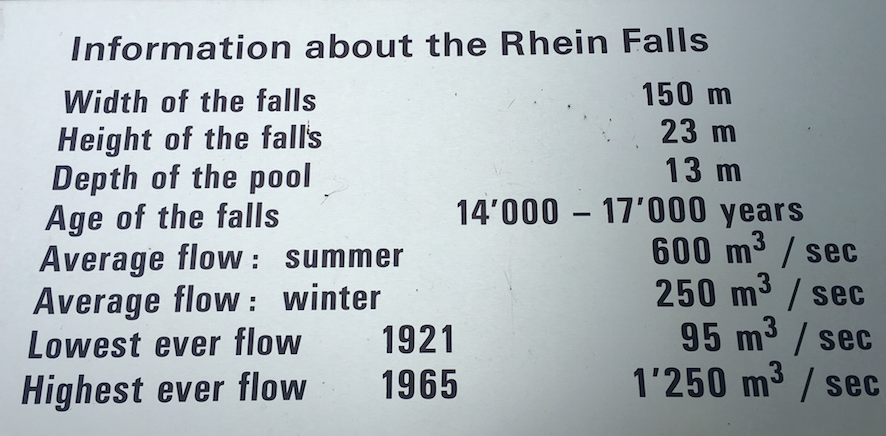 Information about the Rhein Falls
Width of the falls 150 m
Height of the falls 23 m
Depth of the pool 13 m
Age of the falls 14'000 – 17'000 years
Average flow : summer 600 m³ / sec
Average flow : winter 250 m³ / sec
Lowest ever flow 1921 95 m³ / sec
Highest ever flow 1965 1'250 m³ / sec